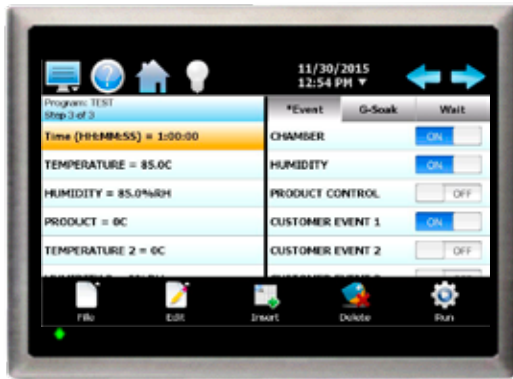 11/30/2015
12:54 PM ▼
Program: TEST
Step 3 of 3
*Event
G-Soak
Wait
Time (HH:MM:SS) = 1:00:00
CHAMBER
ON
TEMPERATURE = 85.0C
HUMIDITY
ON
HUMIDITY = 85.0%RH
PRODUCT CONTROL
OFF
PRODUCT = 0C
CUSTOMER EVENT 1
ON
TEMPERATURE 2 = 0C
CUSTOMER EVENT 2
OFF
File
Edit
Insert
Delete
Run